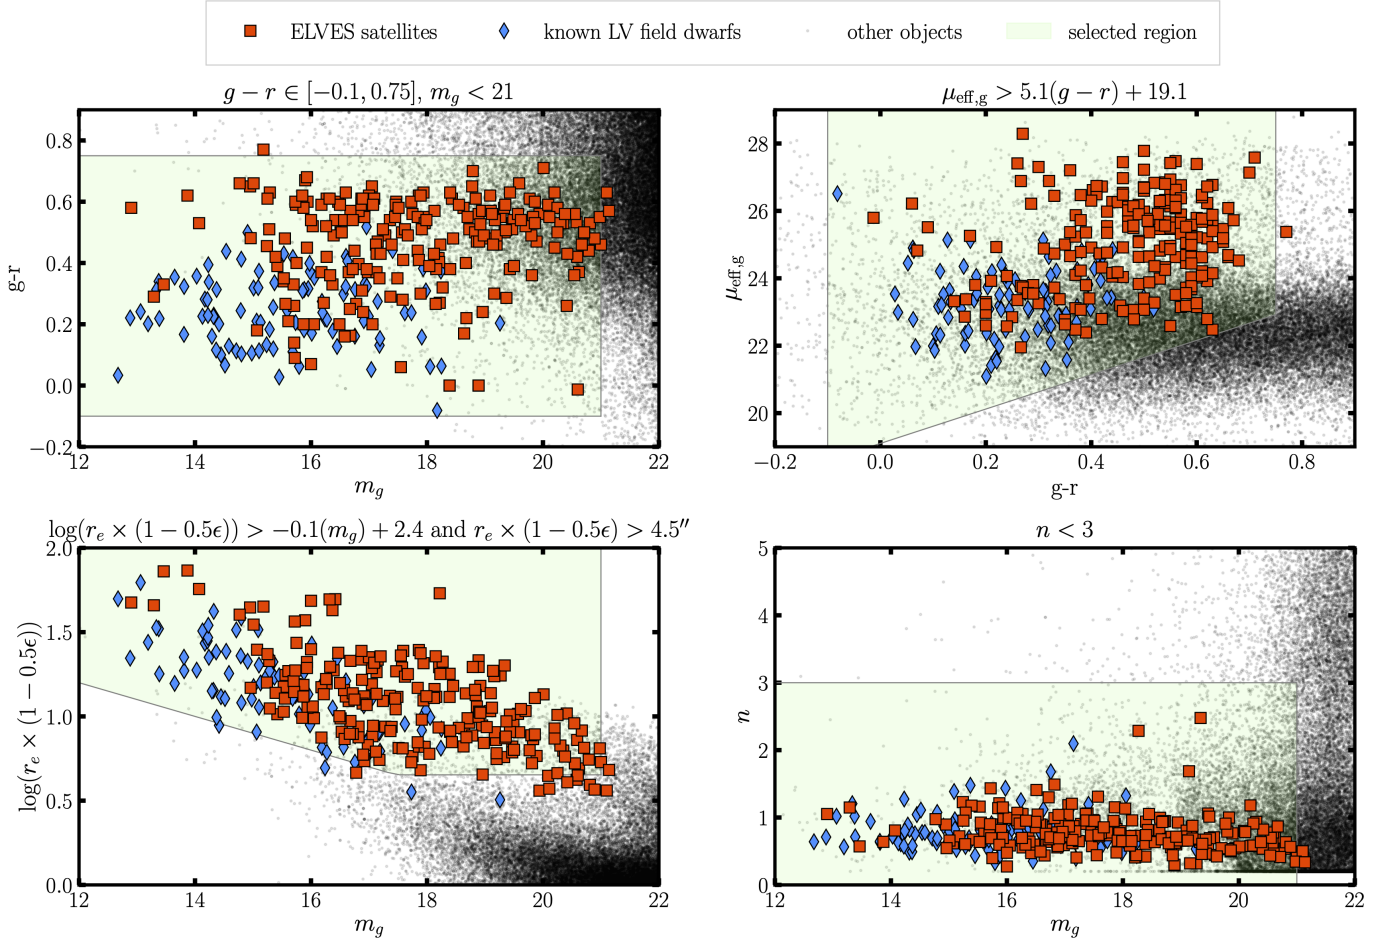 ELVES satellites known LV field dwarfs other objects selected region
g − r ∈ [−0.1, 0.75], m_g < 21
g-r
0.8
0.6
0.4
0.2
0.0
−0.2
12 14 16 18 20 22
m_g
μ_eff,g > 5.1(g − r) + 19.1
μ_eff,g
28
26
24
22
20
−0.2 0.0 0.2 0.4 0.6 0.8
g-r
log(r_e × (1 − 0.5ϵ)) > −0.1(m_g) + 2.4 and r_e × (1 − 0.5ϵ) > 4.5″
log(r_e × (1 − 0.5ϵ))
2.0
1.5
1.0
0.5
0.0
12 14 16 18 20 22
m_g
n < 3
n
5
4
3
2
1
0
12 14 16 18 20 22
m_g